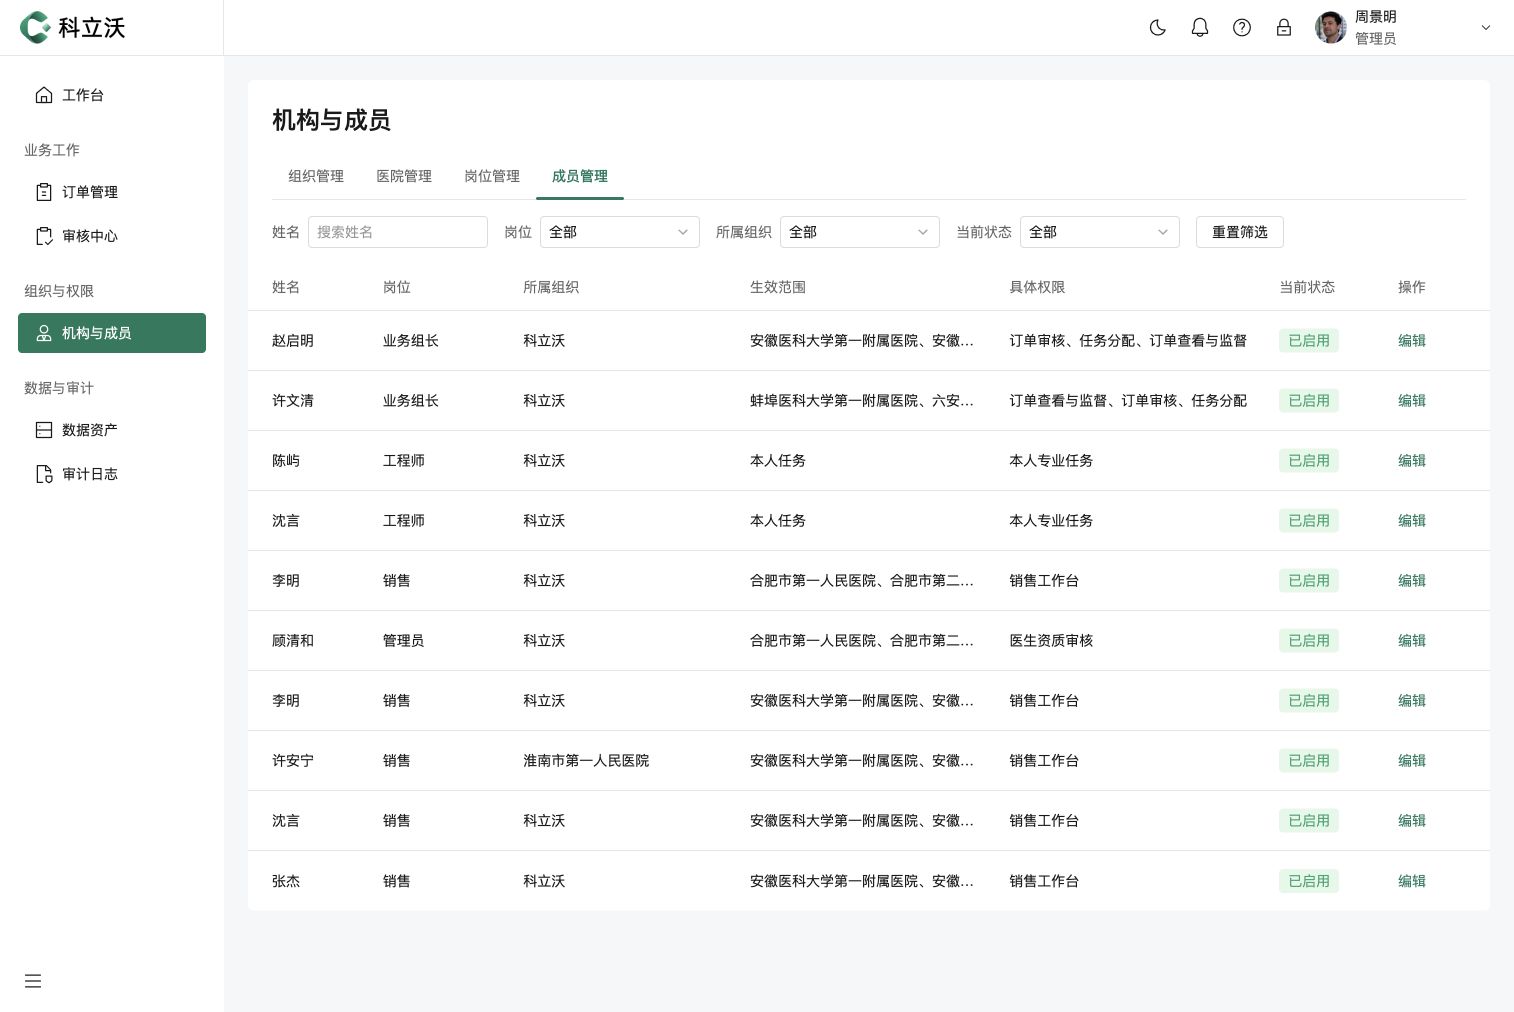 科立沃
周景明
管理员
工作台
业务工作
订单管理
审核中心
组织与权限
机构与成员
数据与审计
数据资产
审计日志
机构与成员
组织管理 医院管理 岗位管理 成员管理
姓名 搜索姓名 岗位 全部 所属组织 全部 当前状态 全部 重置筛选
姓名 岗位 所属组织 生效范围 具体权限 当前状态 操作
赵启明 业务组长 科立沃 安徽医科大学第一附属医院、安徽... 订单审核、任务分配、订单查看与监督 已启用 编辑
许文清 业务组长 科立沃 蚌埠医科大学第一附属医院、六安... 订单查看与监督、订单审核、任务分配 已启用 编辑
陈屿 工程师 科立沃 本人任务 本人专业任务 已启用 编辑
沈言 工程师 科立沃 本人任务 本人专业任务 已启用 编辑
李明 销售 科立沃 合肥市第一人民医院、合肥市第二... 销售工作台 已启用 编辑
顾清和 管理员 科立沃 合肥市第一人民医院、合肥市第二... 医生资质审核 已启用 编辑
李明 销售 科立沃 安徽医科大学第一附属医院、安徽... 销售工作台 已启用 编辑
许安宁 销售 淮南市第一人民医院 安徽医科大学第一附属医院、安徽... 销售工作台 已启用 编辑
沈言 销售 科立沃 安徽医科大学第一附属医院、安徽... 销售工作台 已启用 编辑
张杰 销售 科立沃 安徽医科大学第一附属医院、安徽... 销售工作台 已启用 编辑